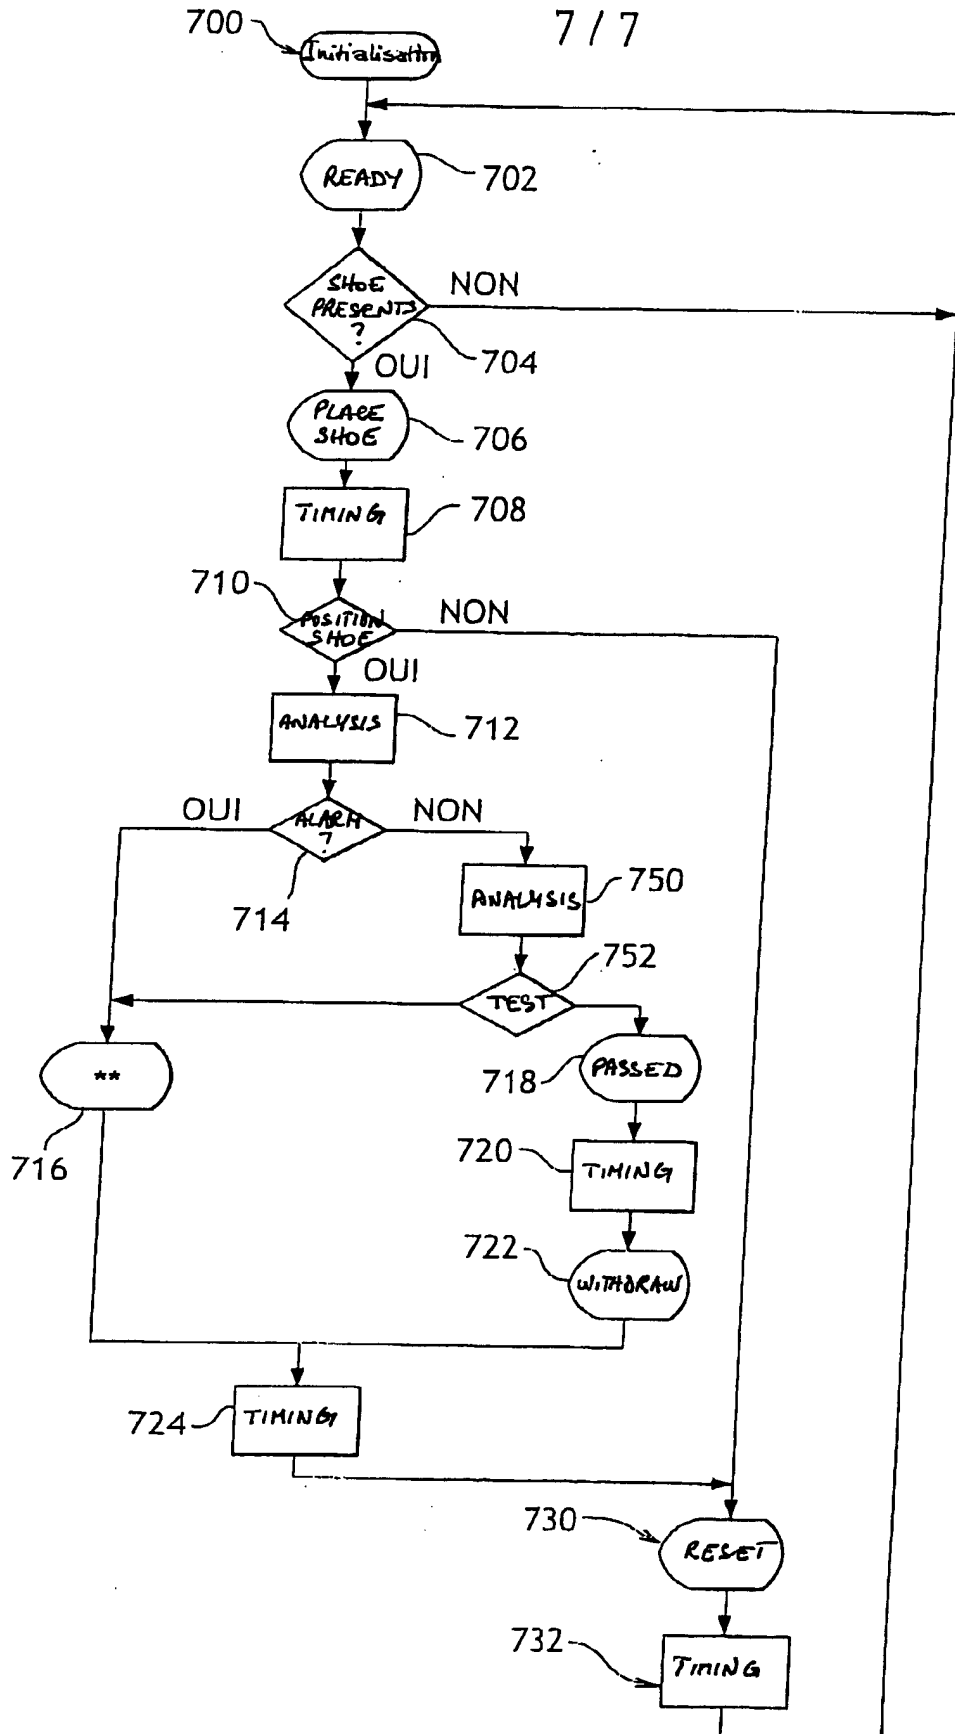 7/7
700
Initialisation
READY
702
SHOE
PRESENTS
?
NON
704
OUI
PLACE
SHOE
706
TIMING
708
710
POSITION
SHOE
NON
OUI
ANALYSIS
712
OUI
ALARM
?
NON
714
ANALYSIS
750
752
TEST
**
716
718
PASSED
720
TIMING
722
WITHDRAW
724
TIMING
730
RESET
732
TIMING